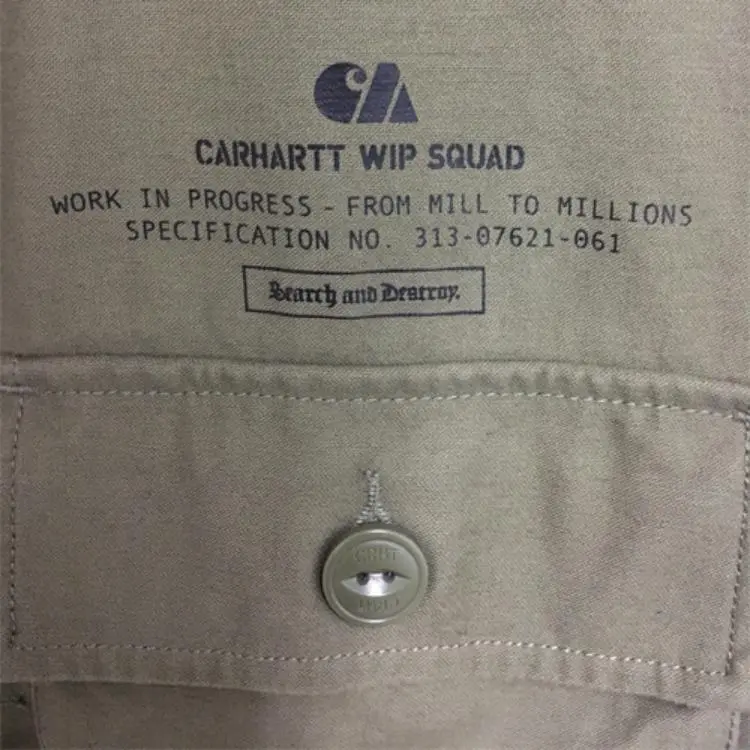 CARHARTT WIP SQUAD
WORK IN PROGRESS - FROM MILL TO MILLIONS
SPECIFICATION NO. 313-07621-061
Search and Destroy.